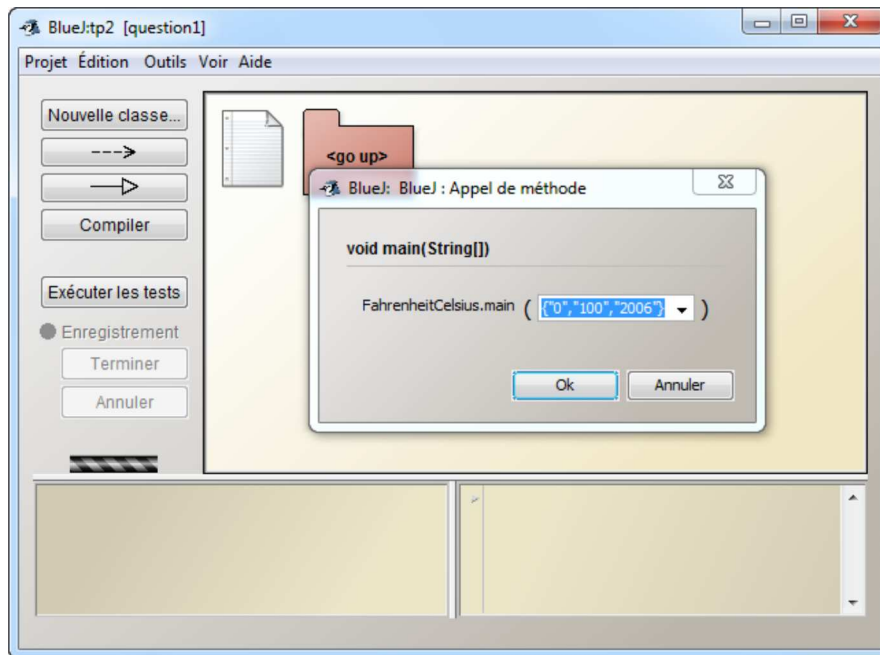 BlueJ:tp2 [question1]
Projet Édition Outils Voir Aide
Nouvelle classe...
Compiler
Exécuter les tests
Enregistrement
Terminer
Annuler
<go up>
BlueJ: BlueJ : Appel de méthode
void main(String[])
FahrenheitCelsius.main ( {"0","100","2006"} )
Ok
Annuler